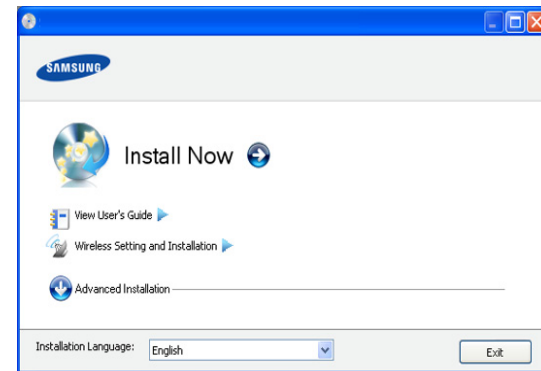 SAMSUNG
Install Now
View User's Guide
Wireless Setting and Installation
Advanced Installation
Installation Language: English Exit